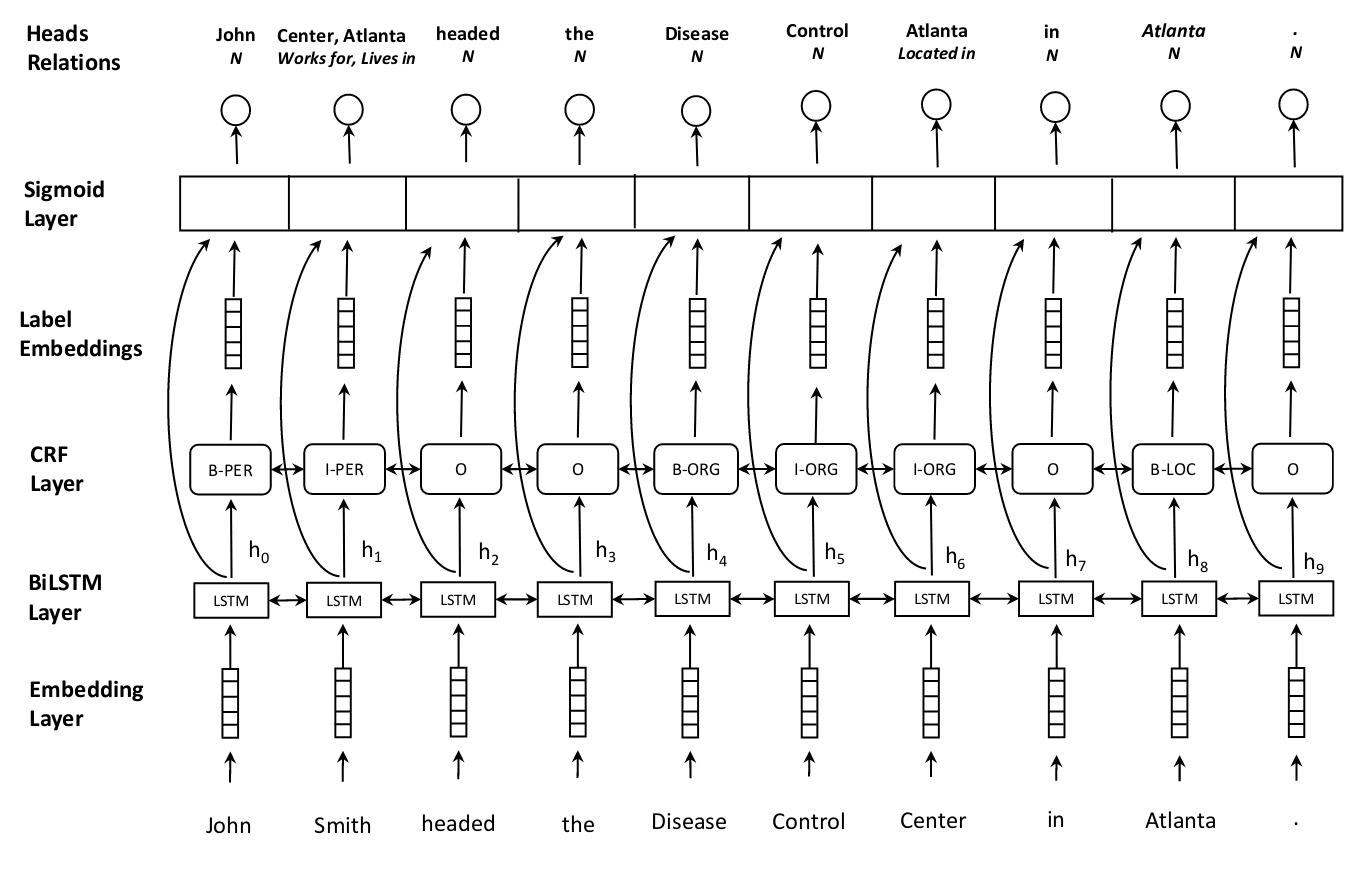 Heads John Center, Atlanta headed the Disease Control Atlanta in Atlanta .
Relations N Works for, Lives in N N N N Located in N N N
Sigmoid
Layer
Label
Embeddings
CRF
Layer
B-PER I-PER O O B-ORG I-ORG I-ORG O B-LOC O
h0 h1 h2 h3 h4 h5 h6 h7 h8 h9
BiLSTM
Layer
LSTM LSTM LSTM LSTM LSTM LSTM LSTM LSTM LSTM LSTM
Embedding
Layer
John Smith headed the Disease Control Center in Atlanta .